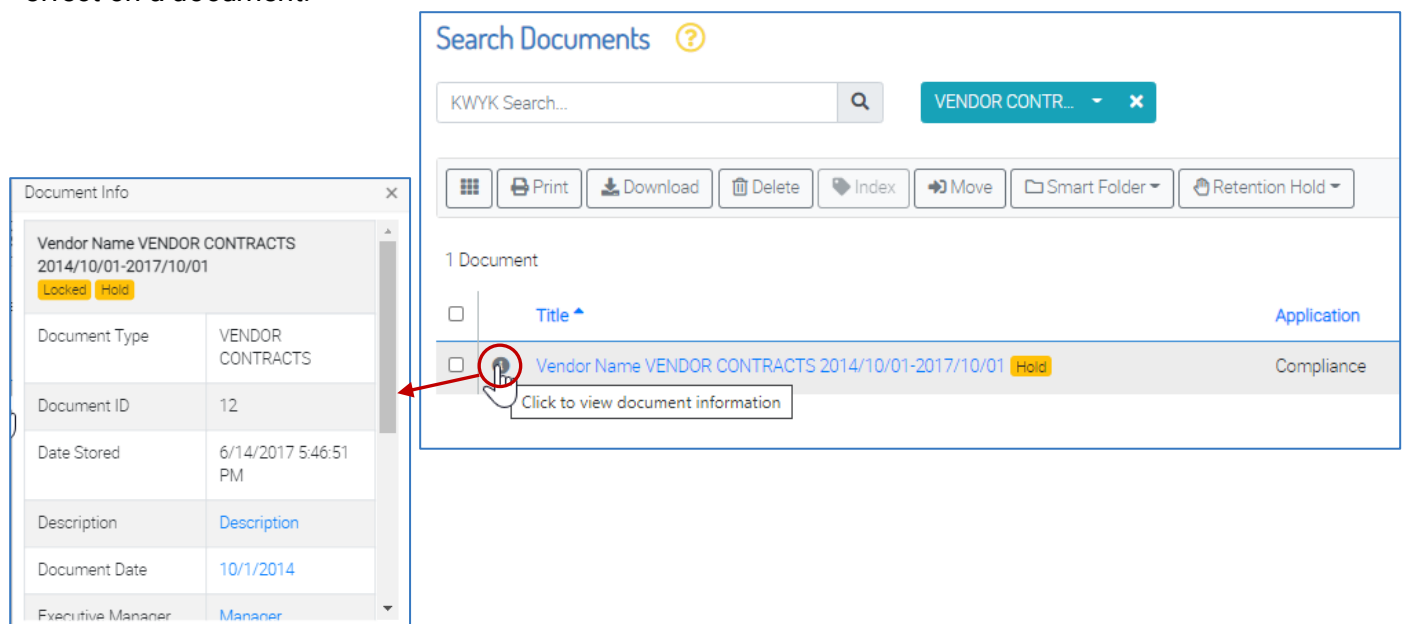 effect on a document.
Search Documents ?
KWYK Search...
VENDOR CONTR...
Print Download Delete Index Move Smart Folder Retention Hold
1 Document
Title Application
Vendor Name VENDOR CONTRACTS 2014/10/01-2017/10/01 Hold Compliance
Click to view document information
Document Info
Vendor Name VENDOR CONTRACTS
2014/10/01-2017/10/01
Locked Hold
Document Type VENDOR
CONTRACTS
Document ID 12
Date Stored 6/14/2017 5:46:51
PM
Description Description
Document Date 10/1/2014
Executive Manager Manager